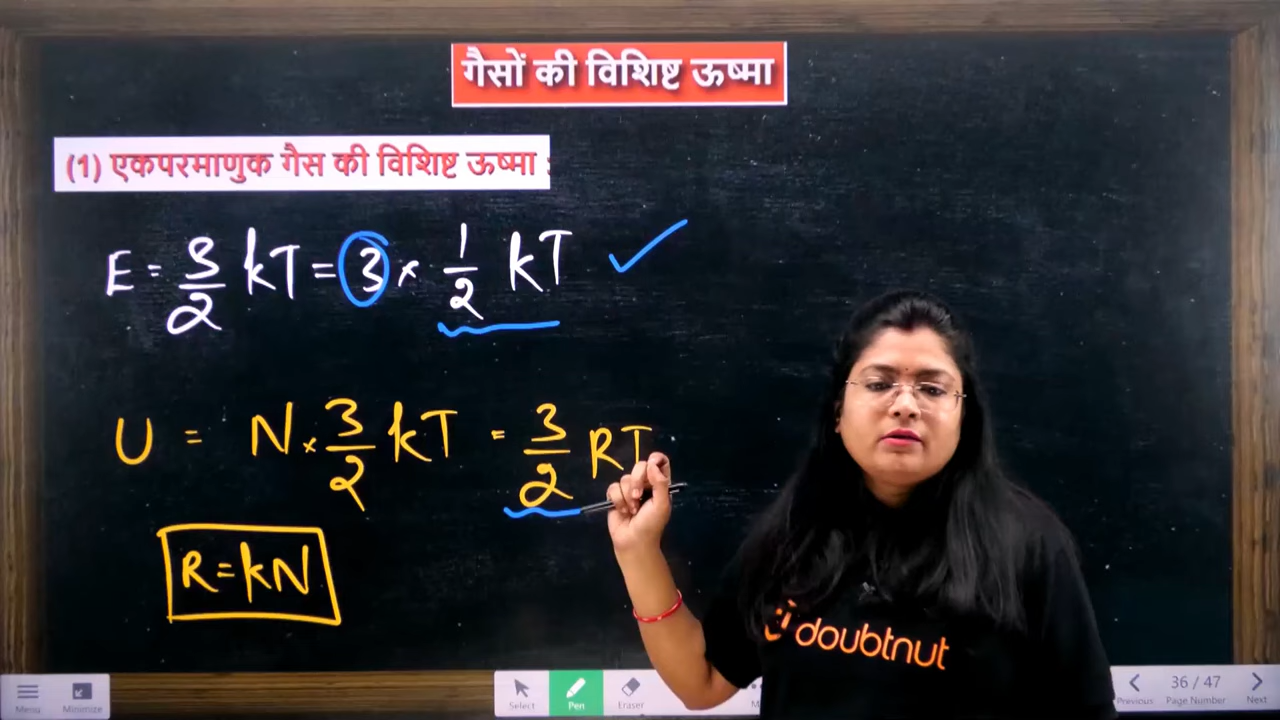 गैसों की विशिष्ट ऊष्मा
(1) एकपरमाणुक गैस की विशिष्ट ऊष्मा :
E = 3/2 kT = 3 × 1/2 kT ✓
U = N × 3/2 kT = 3/2 RT
R = kN
doubtnut
Menu
Minimize
Select
Pen
Eraser
Previous
36 / 47
Page Number
Next